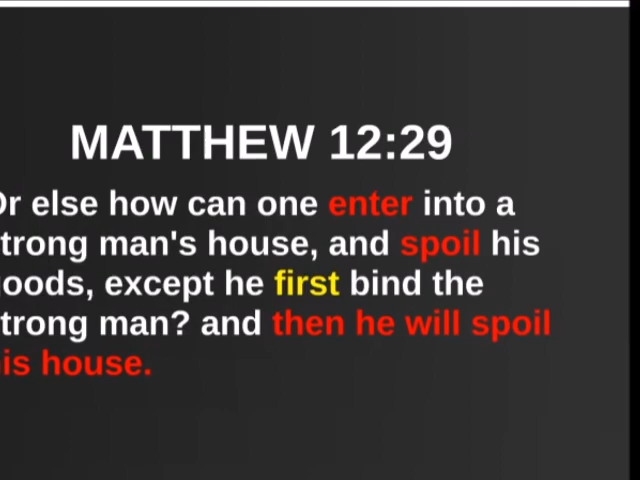 MATTHEW 12:29
Or else how can one enter into a
trong man's house, and spoil his
oods, except he first bind the
trong man? and then he will spoil
is house.